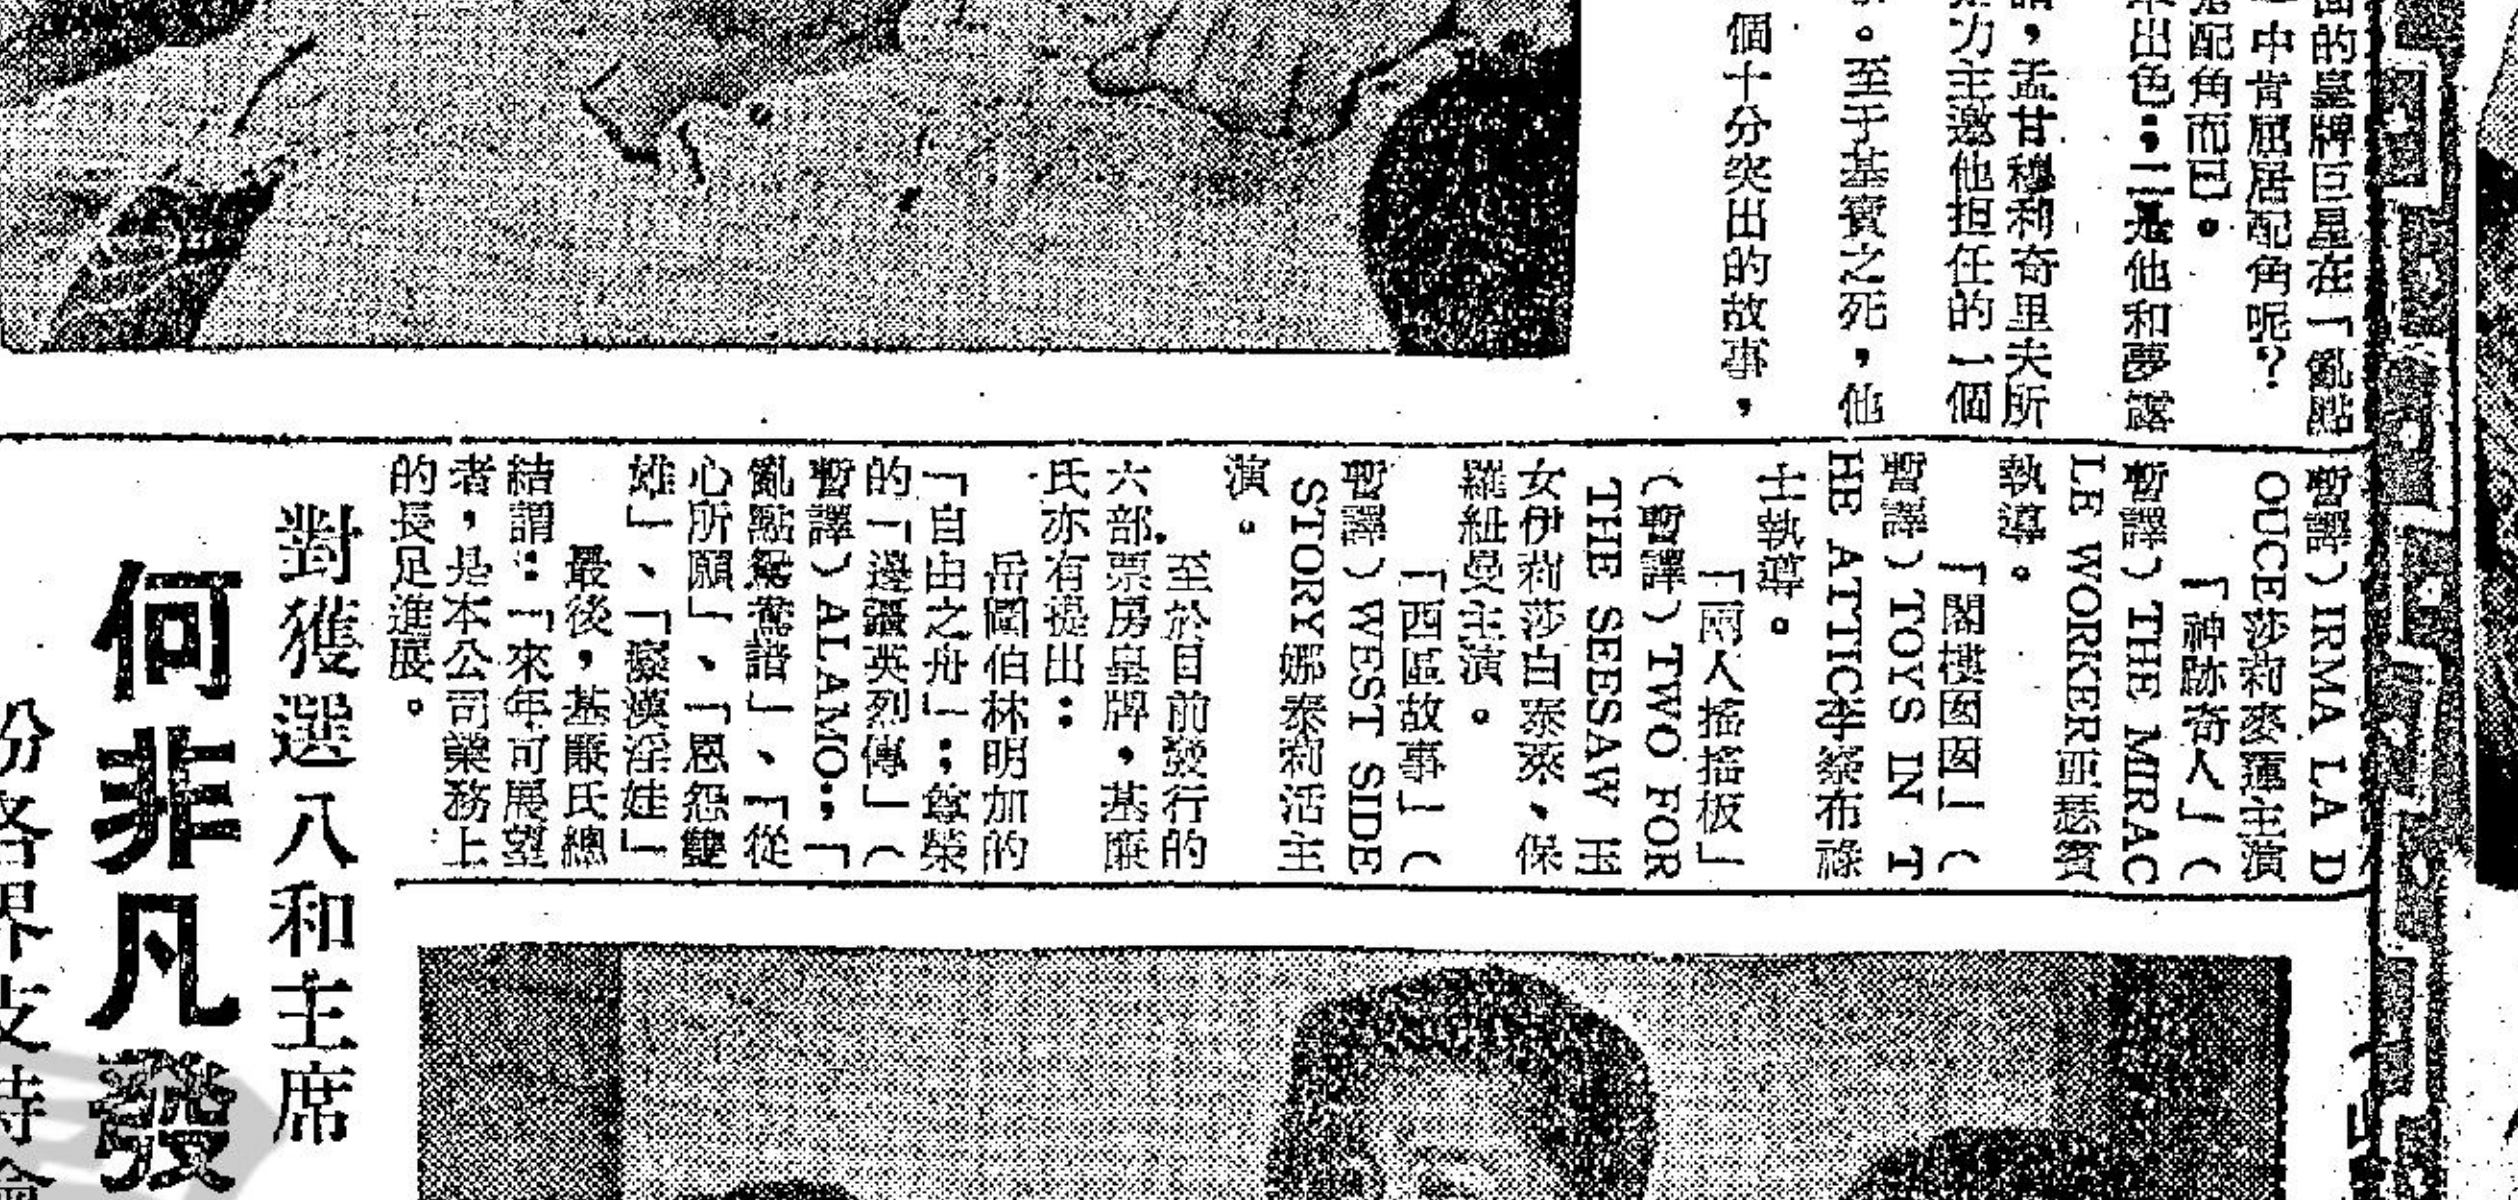 面的皇牌巨星在「亂點
中肯屈居配角呢?
配角而已。
出色;二是他和夢露
,孟甘穆利奇里夫所
力主邀他担任的一個
。至于基寶之死,他
個十分突出的故事,
暫譯)IRMA LA D
OUCE莎莉麥蓮主演
「神跡奇人」(
暫譯)THE MIRAC
LE WORKER亞瑟賓
執導。
「閣樓囡囡」(
暫譯)TOYS IN T
HE ATTIC李察布祿
士執導。
「兩人搖搖板」
(暫譯)TWO FOR
THE SEESAW 玉
女伊莉莎白泰萊、保
羅紐曼主演。
「西區故事」(
暫譯)WEST SIDE
STORY娜泰莉活主
演。
至於目前發行的
六部票房皇牌,基廉
氏亦有提出:
岳圖伯林明加的
「自由之舟」;尊榮
的「邊疆英烈傳」(
暫譯)ALAMO;「
亂點鴛鴦譜」、「從
心所願」、「恩怨雙
雄」、「癡漢淫娃」
最後,基廉氏總
結謂:「來年可展望
者,是本公司業務上
的長足進展。
對獲選八和主席
何非凡發
份各界支持